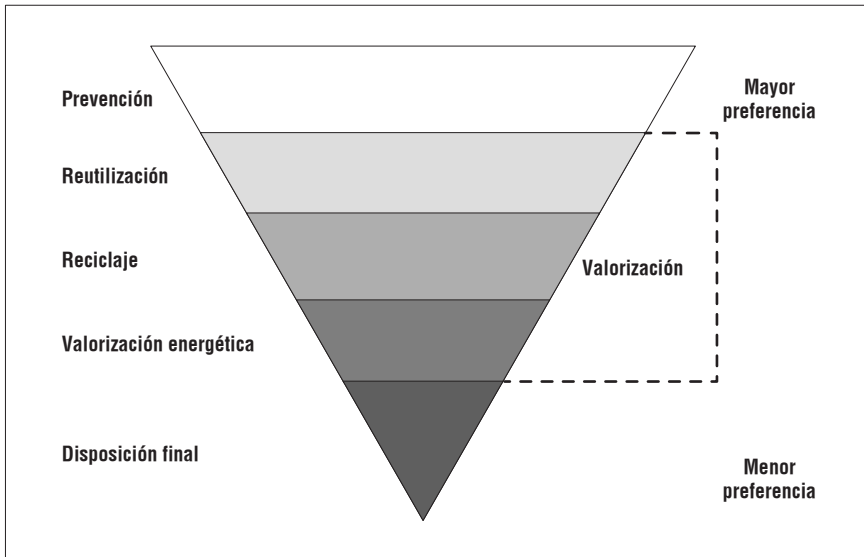 Prevención
Mayor
preferencia
Reutilización
Reciclaje
Valorización
Valorización energética
Disposición final
Menor
preferencia